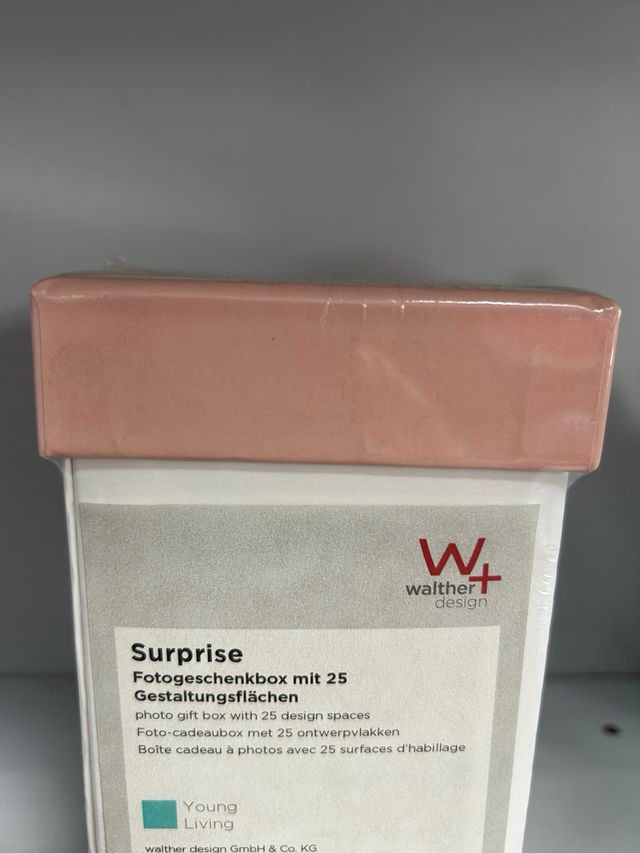 W+
walther
design
Surprise
Fotogeschenkbox mit 25
Gestaltungsflächen
photo gift box with 25 design spaces
Foto-cadeaubox met 25 ontwerpvlakken
Boîte cadeau à photos avec 25 surfaces d'habillage
Young
Living
walther design GmbH & Co. KG